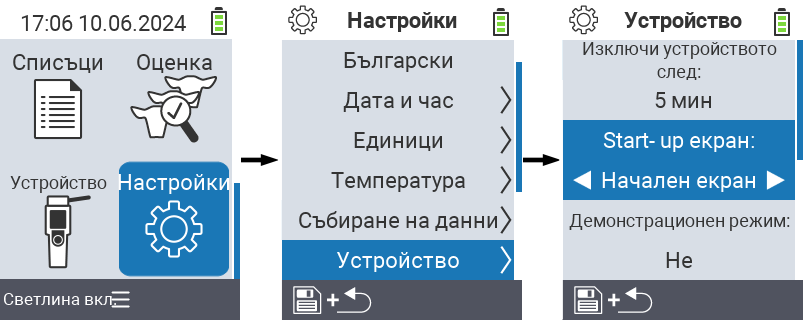 17:06 10.06.2024
Списъци
Оценка
Устройство
Настройки
Светлина вкл.
Настройки
Български
Дата и час
Единици
Температура
Събиране на данни
Устройство
+
Устройство
Изключи устройството
след:
5 мин
Start- up екран:
Начален екран
Демонстрационен режим:
Не
+